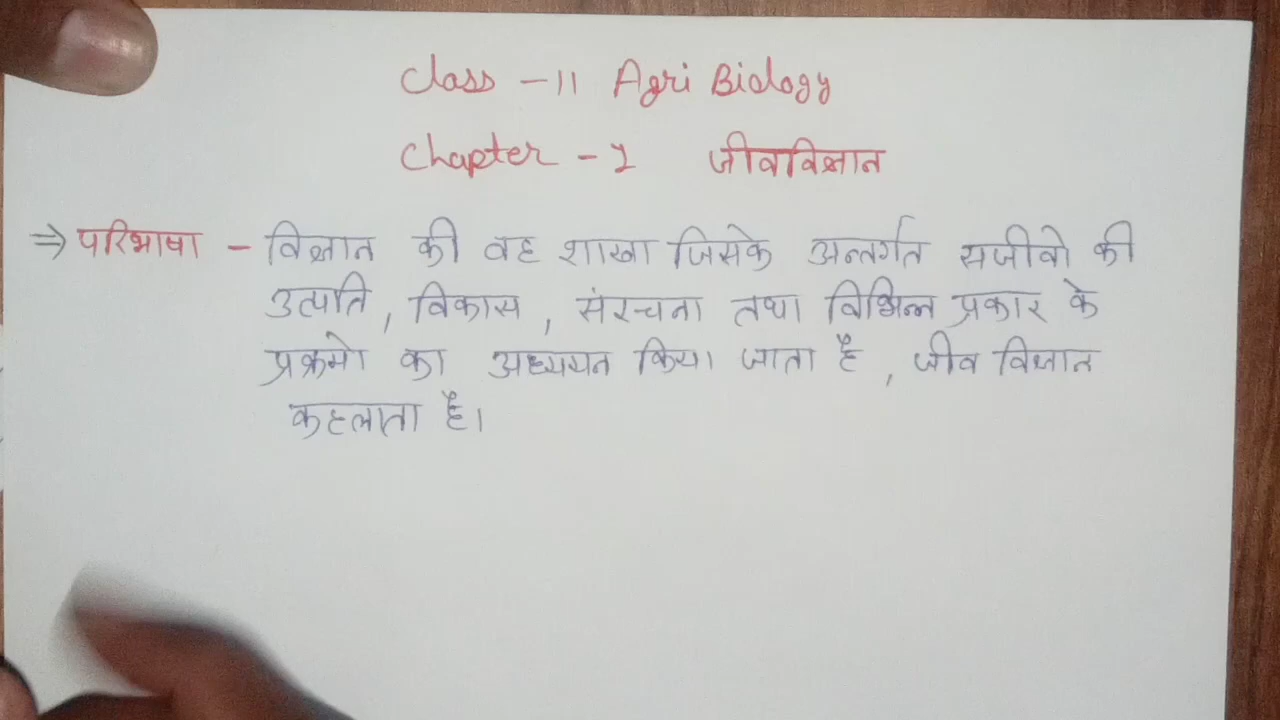 Class -11 Agri Biology
Chapter - 1 जीवविज्ञान
⇒ परिभाषा - विज्ञान की वह शाखा जिसके अन्तर्गत सजीवो की
उत्पति, विकास, संरचना तथा विभिन्न प्रकार के
प्रक्रमो का अध्ययन किया जाता है, जीव विज्ञान
कहलाता है।